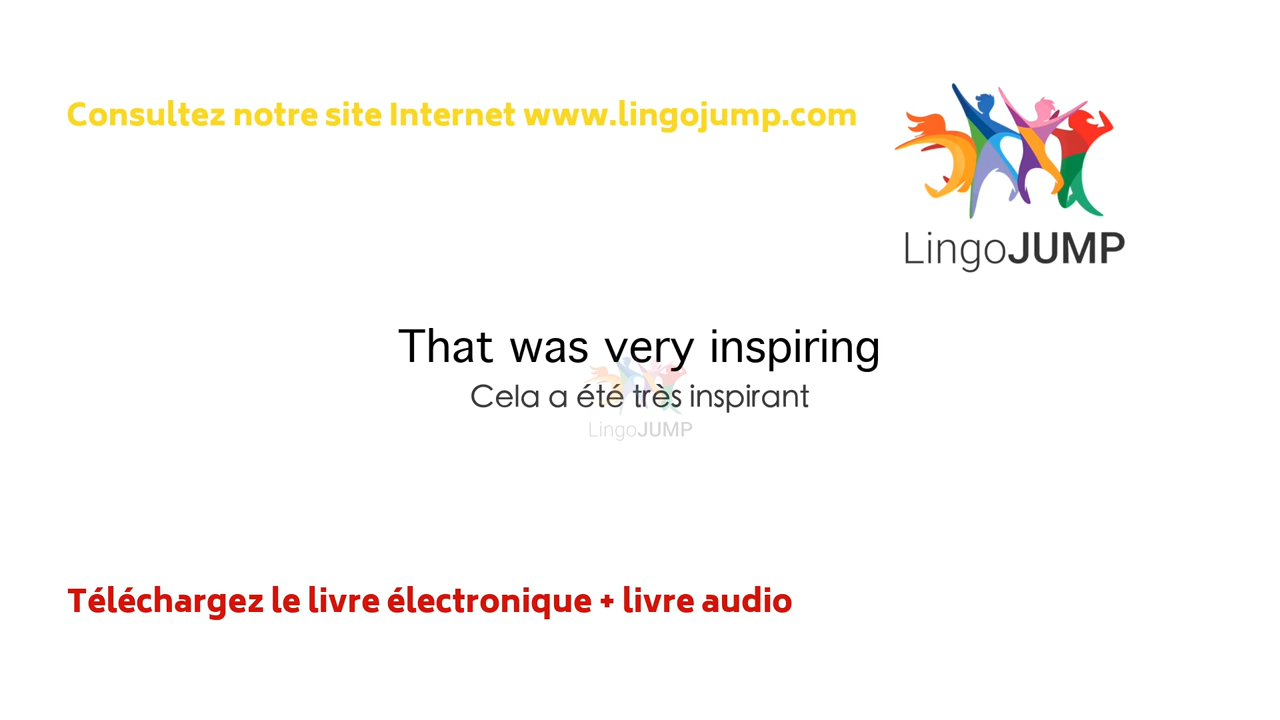 Consultez notre site Internet www.lingojump.com
LingoJUMP
That was very inspiring
Cela a été très inspirant
LingoJUMP
Téléchargez le livre électronique + livre audio